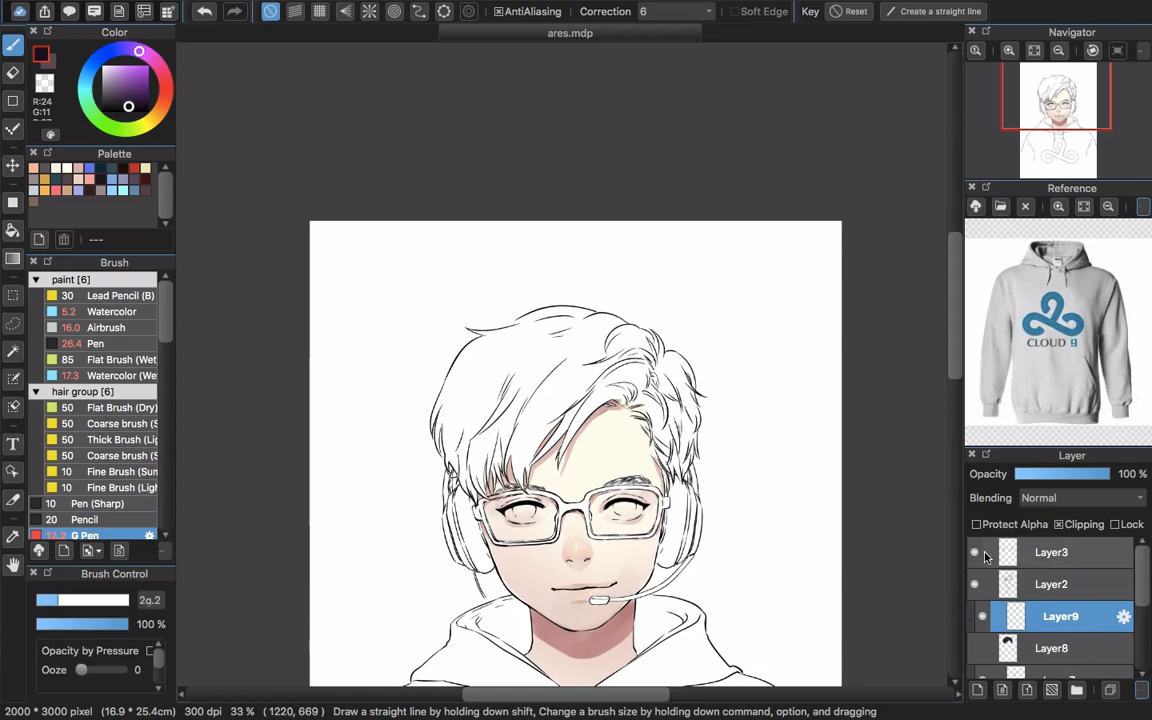 AntiAliasing Correction 6 Soft Edge Key Reset Create a straight line
Color
ares.mdp
Navigator
R:24
G:11
Palette
---
Reference
Brush
paint [6]
30 Lead Pencil (B)
5.2 Watercolor
16.0 Airbrush
26.4 Pen
85 Flat Brush (Wet
17.3 Watercolor (We
hair group [6]
50 Flat Brush (Dry)
50 Coarse brush (S
50 Thick Brush (Lig
50 Coarse brush (S
10 Fine Brush (Sun
10 Fine Brush (Ligh
10 Pen (Sharp)
20 Pencil
12.2 G Pen
CLOUD 9
Layer
Opacity 100 %
Blending Normal
Protect Alpha Clipping Lock
Layer3
Layer2
Layer9
Layer8
Brush Control
100 %
Opacity by Pressure
Ooze 0
2000 * 3000 pixel (16.9 * 25.4cm) 300 dpi 33 % ( 1220, 669 ) Draw a straight line by holding down shift, Change a brush size by holding down command, option, and dragging